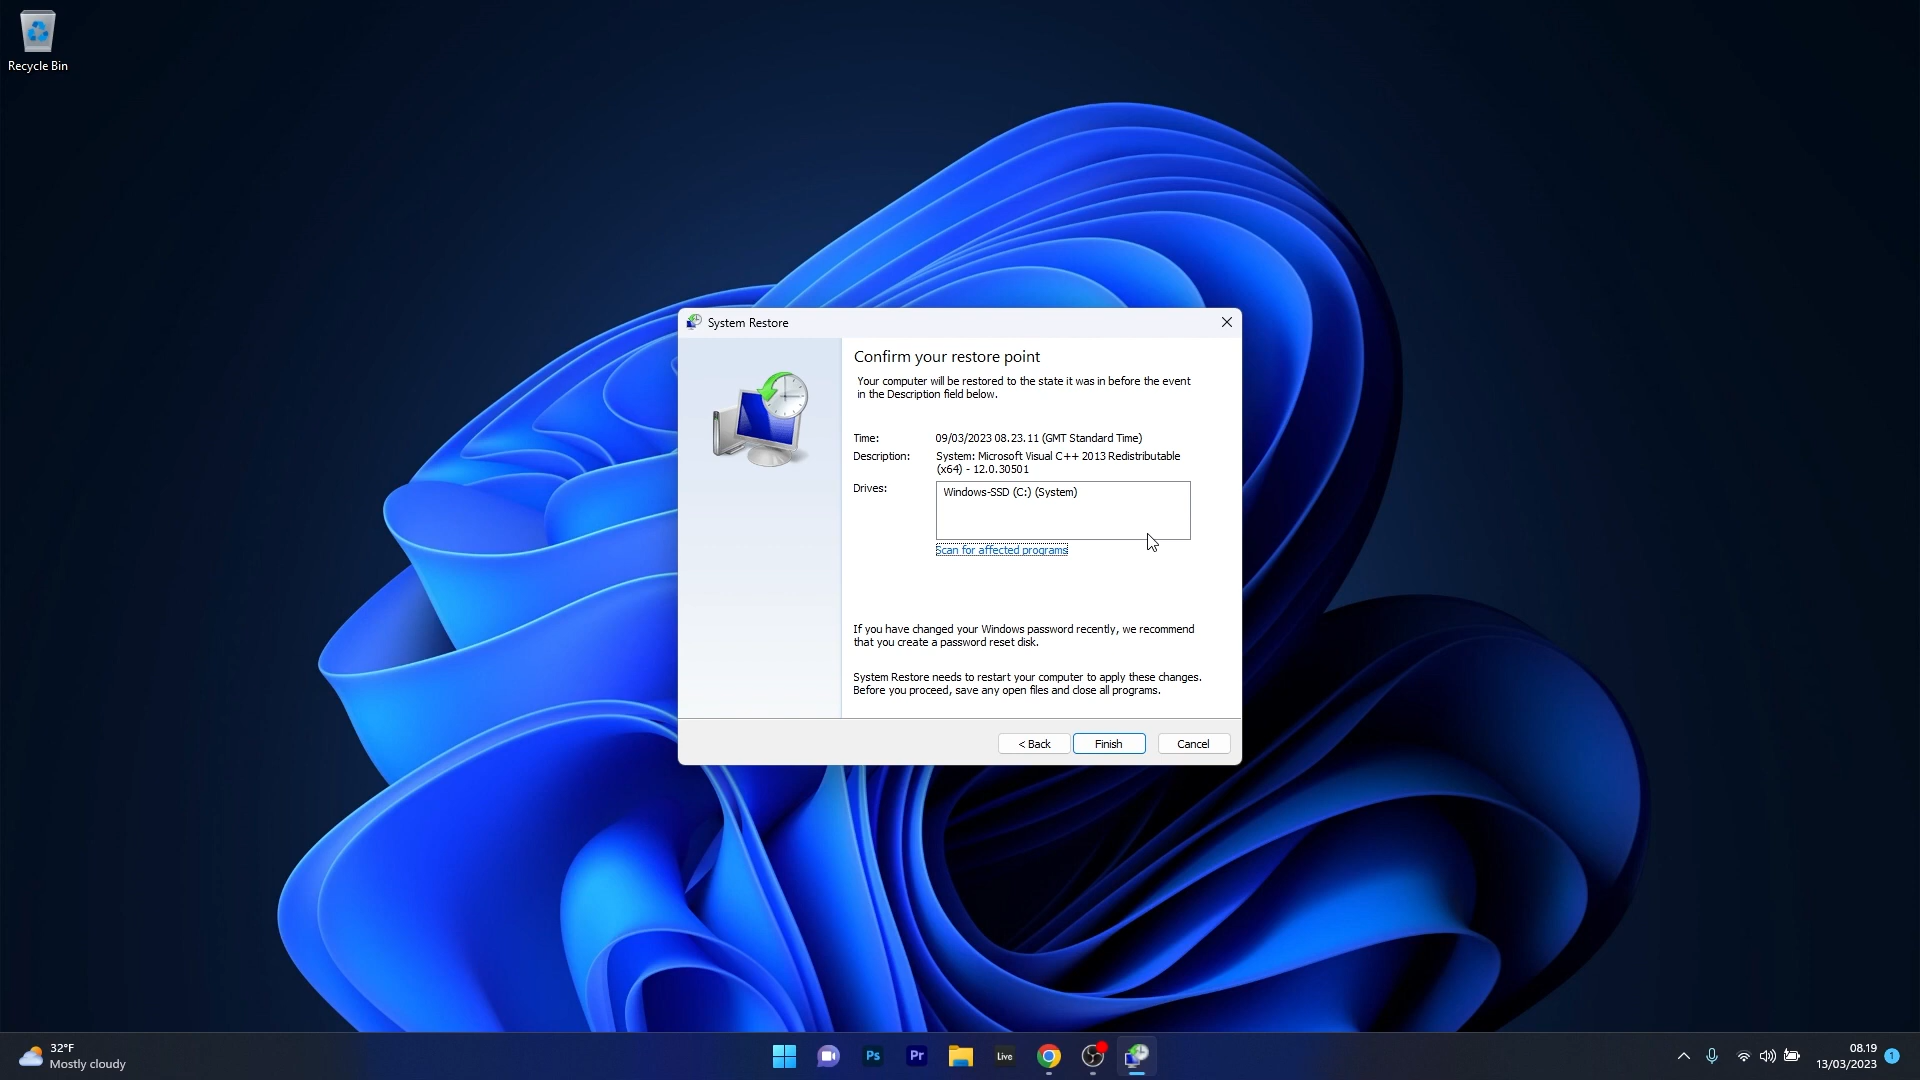 Recycle Bin
System Restore
Confirm your restore point
Your computer will be restored to the state it was in before the event
in the Description field below.
Time: 09/03/2023 08.23.11 (GMT Standard Time)
Description: System: Microsoft Visual C++ 2013 Redistributable
(x64) - 12.0.30501
Drives:
Windows-SSD (C:) (System)
Scan for affected programs
If you have changed your Windows password recently, we recommend
that you create a password reset disk.
System Restore needs to restart your computer to apply these changes.
Before you proceed, save any open files and close all programs.
< Back Finish Cancel
32°F
Mostly cloudy
Ps
Pr
Live
08.19
13/03/2023
1